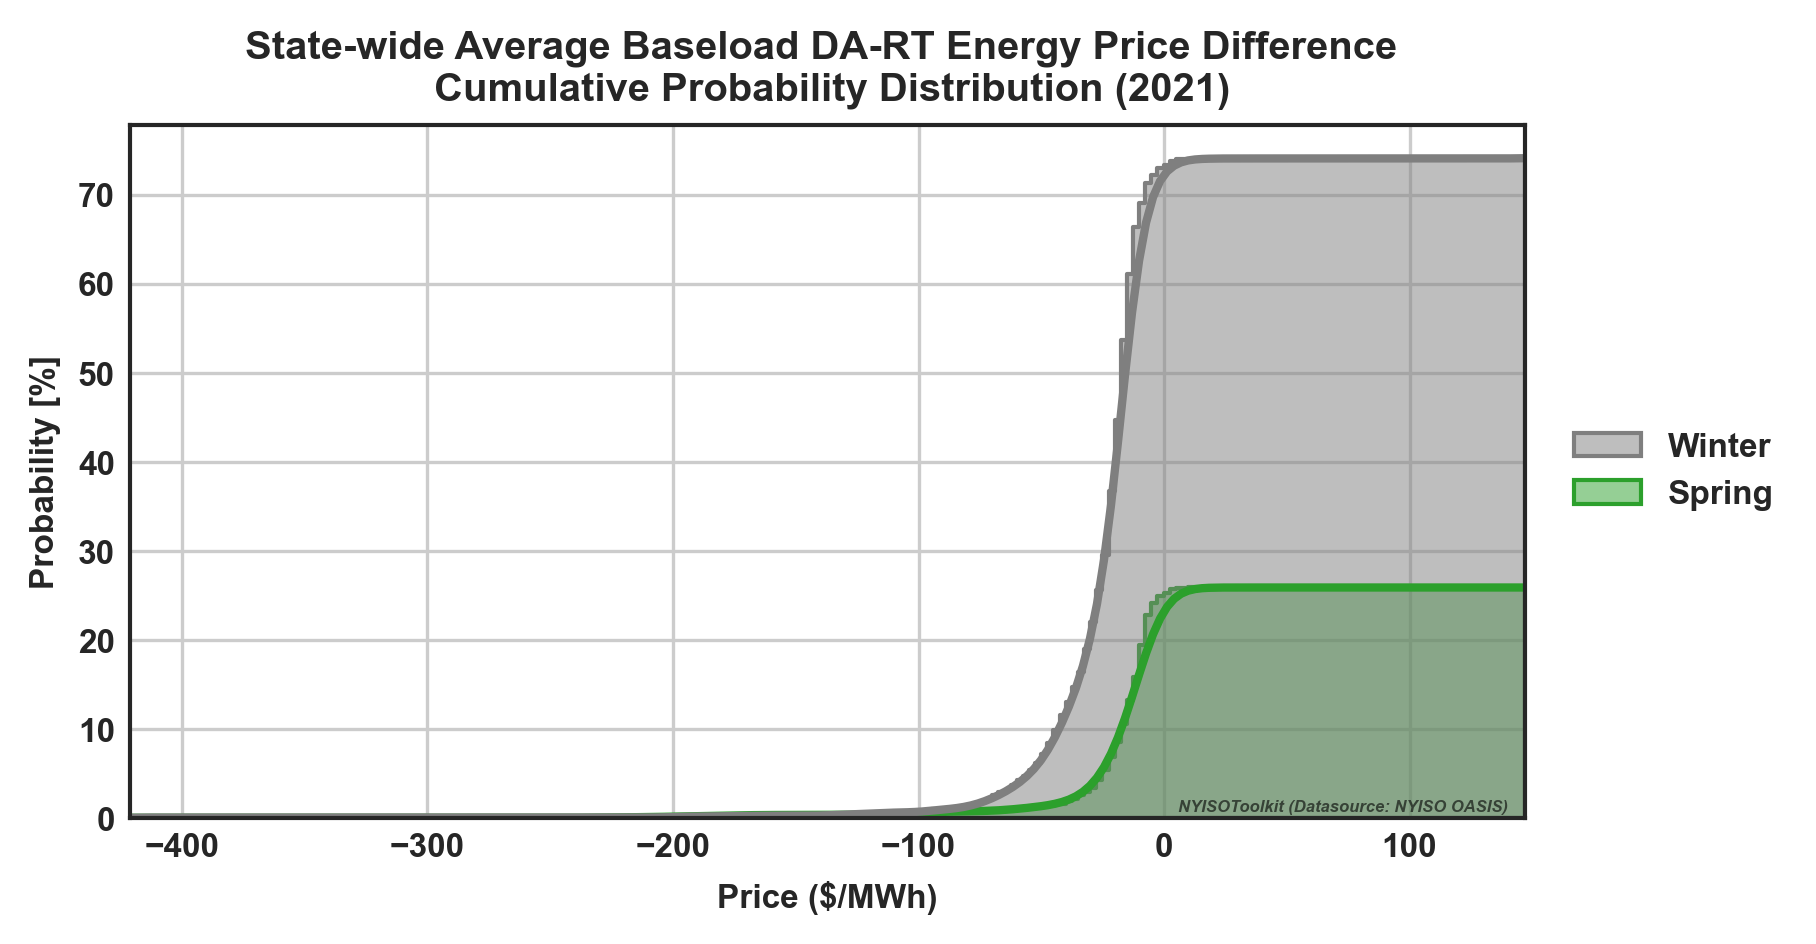 State-wide Average Baseload DA-RT Energy Price Difference
Cumulative Probability Distribution (2021)
Probability [%]
70
60
50
40
30
20
10
0
−400
−300
−200
−100
0
100
Price ($/MWh)
Winter
Spring
NYISOToolkit (Datasource: NYISO OASIS)